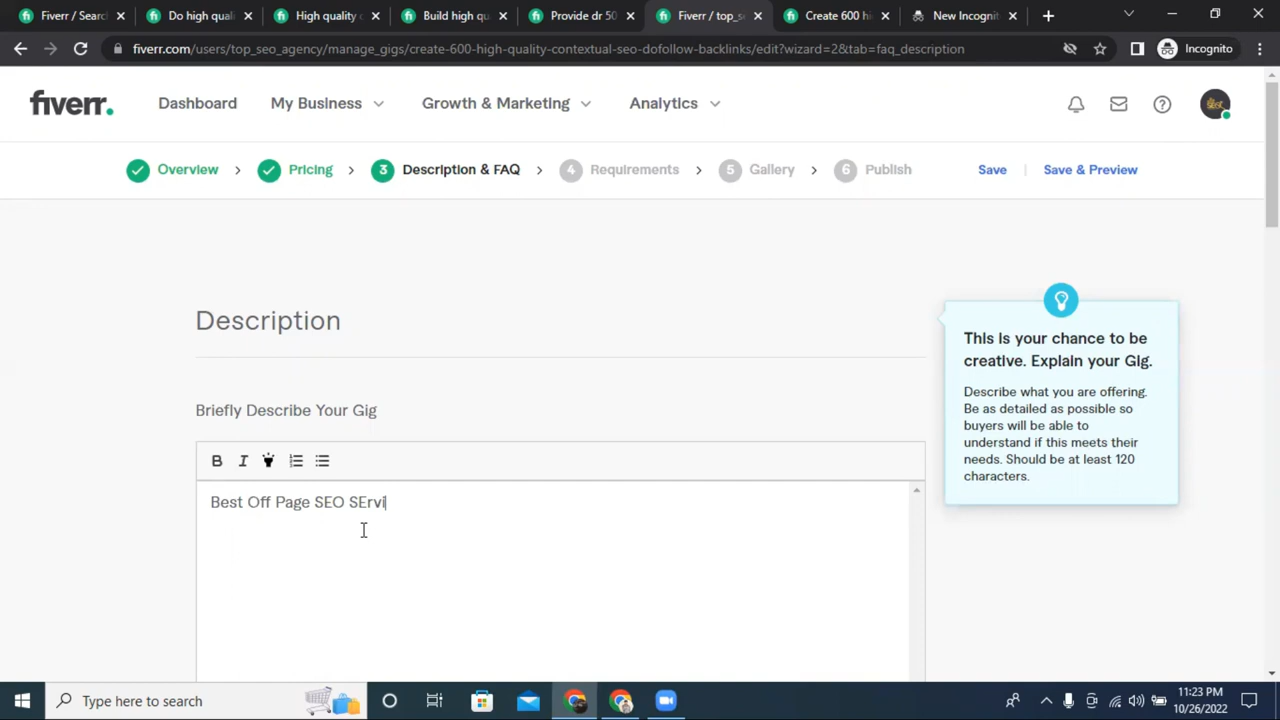 Fiverr / Sear
Do high qual
High quality
Build high qu
Provide dr 50
Fiverr / top_s
Create 600 hi
New Incognit
fiverr.com/users/top_seo_agency/manage_gigs/create-600-high-quality-contextual-seo-dofollow-backlinks/edit?wizard=2&tab=faq_description
Incognito
fiverr.
Dashboard
My Business
Growth & Marketing
Analytics
Overview
Pricing
3 Description & FAQ
4 Requirements
5 Gallery
6 Publish
Save
Save & Preview
Description
This is your chance to be
creative. Explain your Gig.
Describe what you are offering.
Be as detailed as possible so
buyers will be able to
understand if this meets their
needs. Should be at least 120
characters.
Briefly Describe Your Gig
B I
Best Off Page SEO SErvi
Type here to search
11:23 PM
10/26/2022